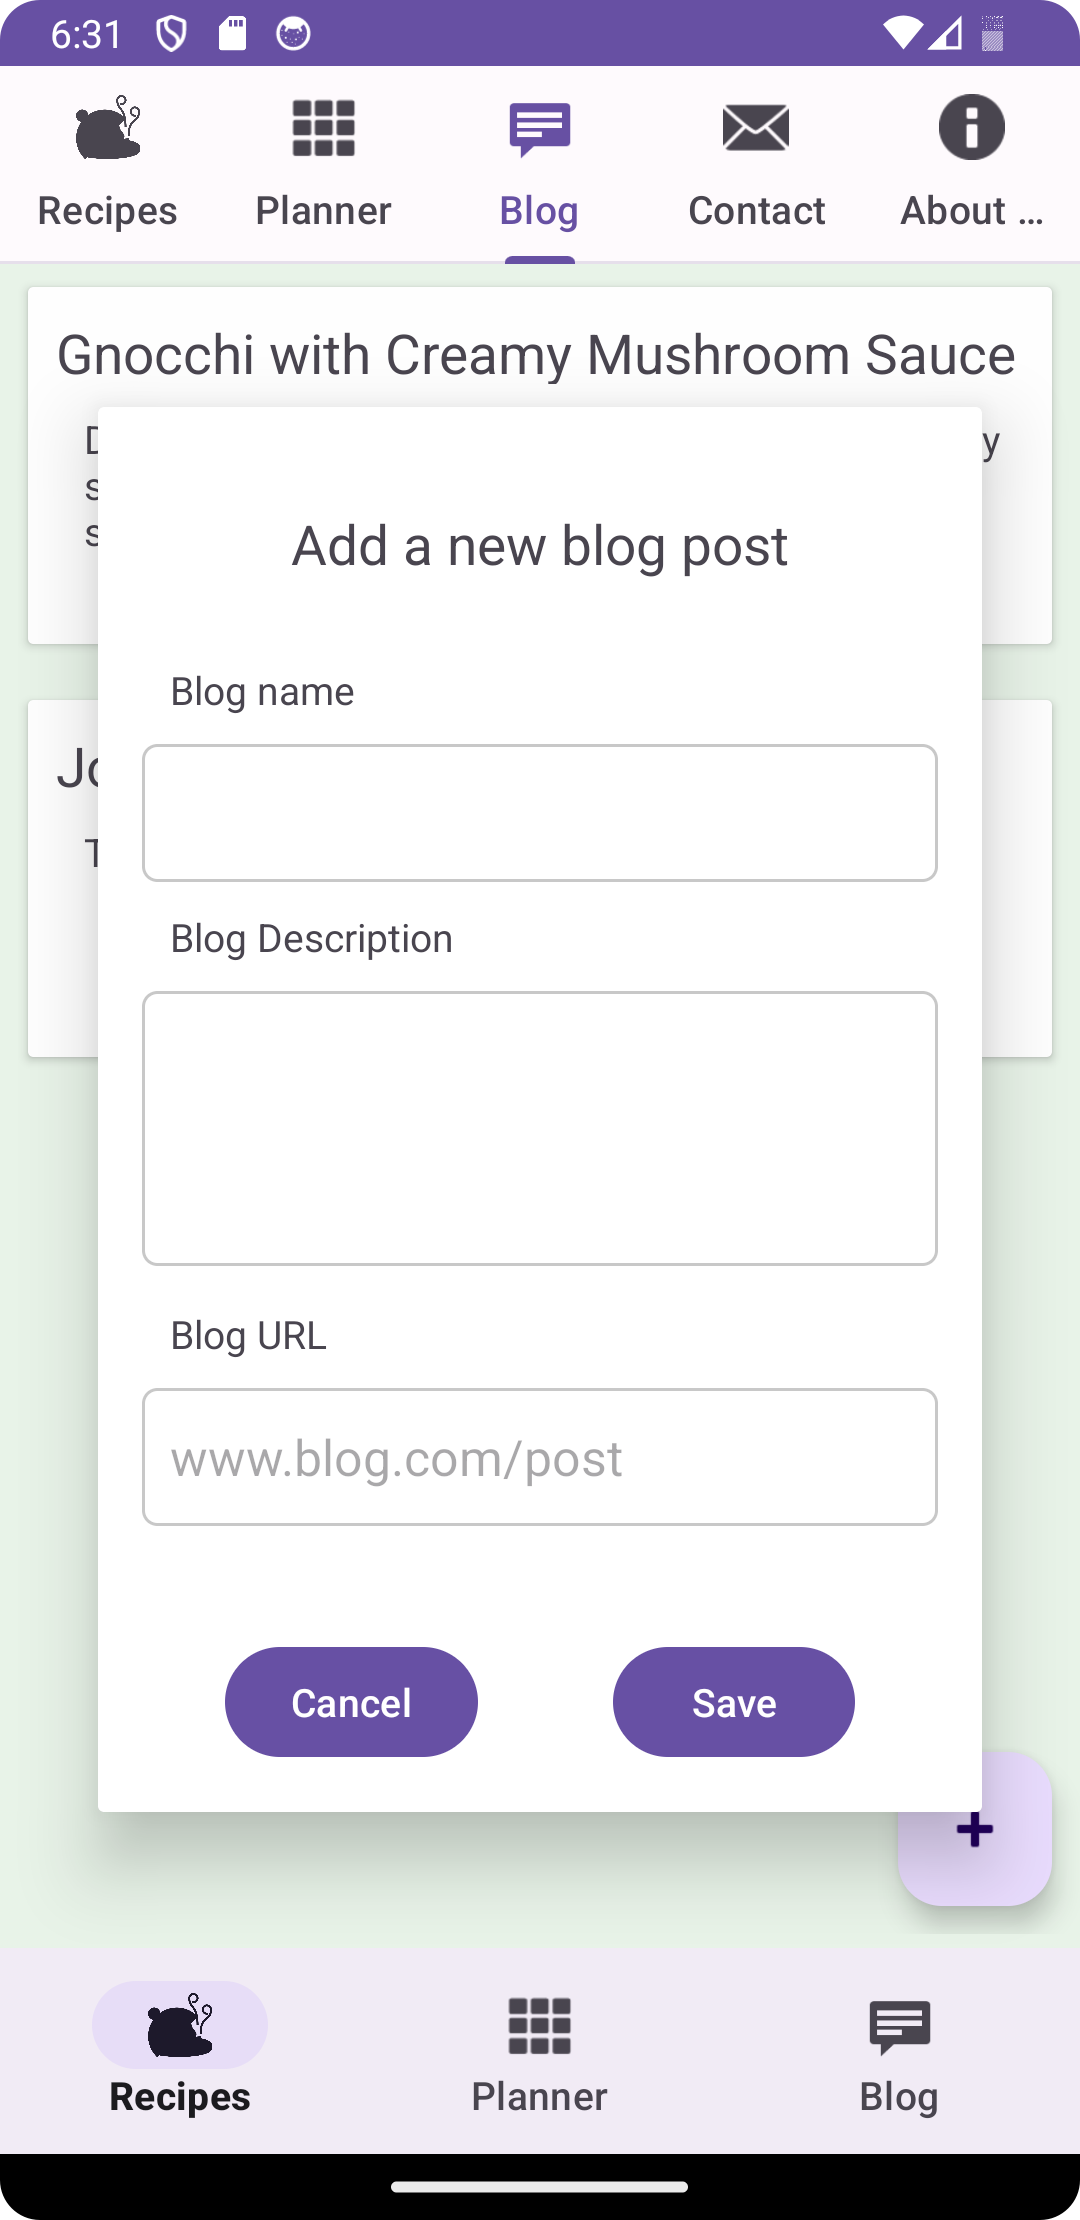 6:31
Recipes
Planner
Blog
Contact
About ...
Gnocchi with Creamy Mushroom Sauce
y
s
s
Add a new blog post
Blog name
Blog Description
Blog URL
www.blog.com/post
Cancel
Save
+
Recipes
Planner
Blog